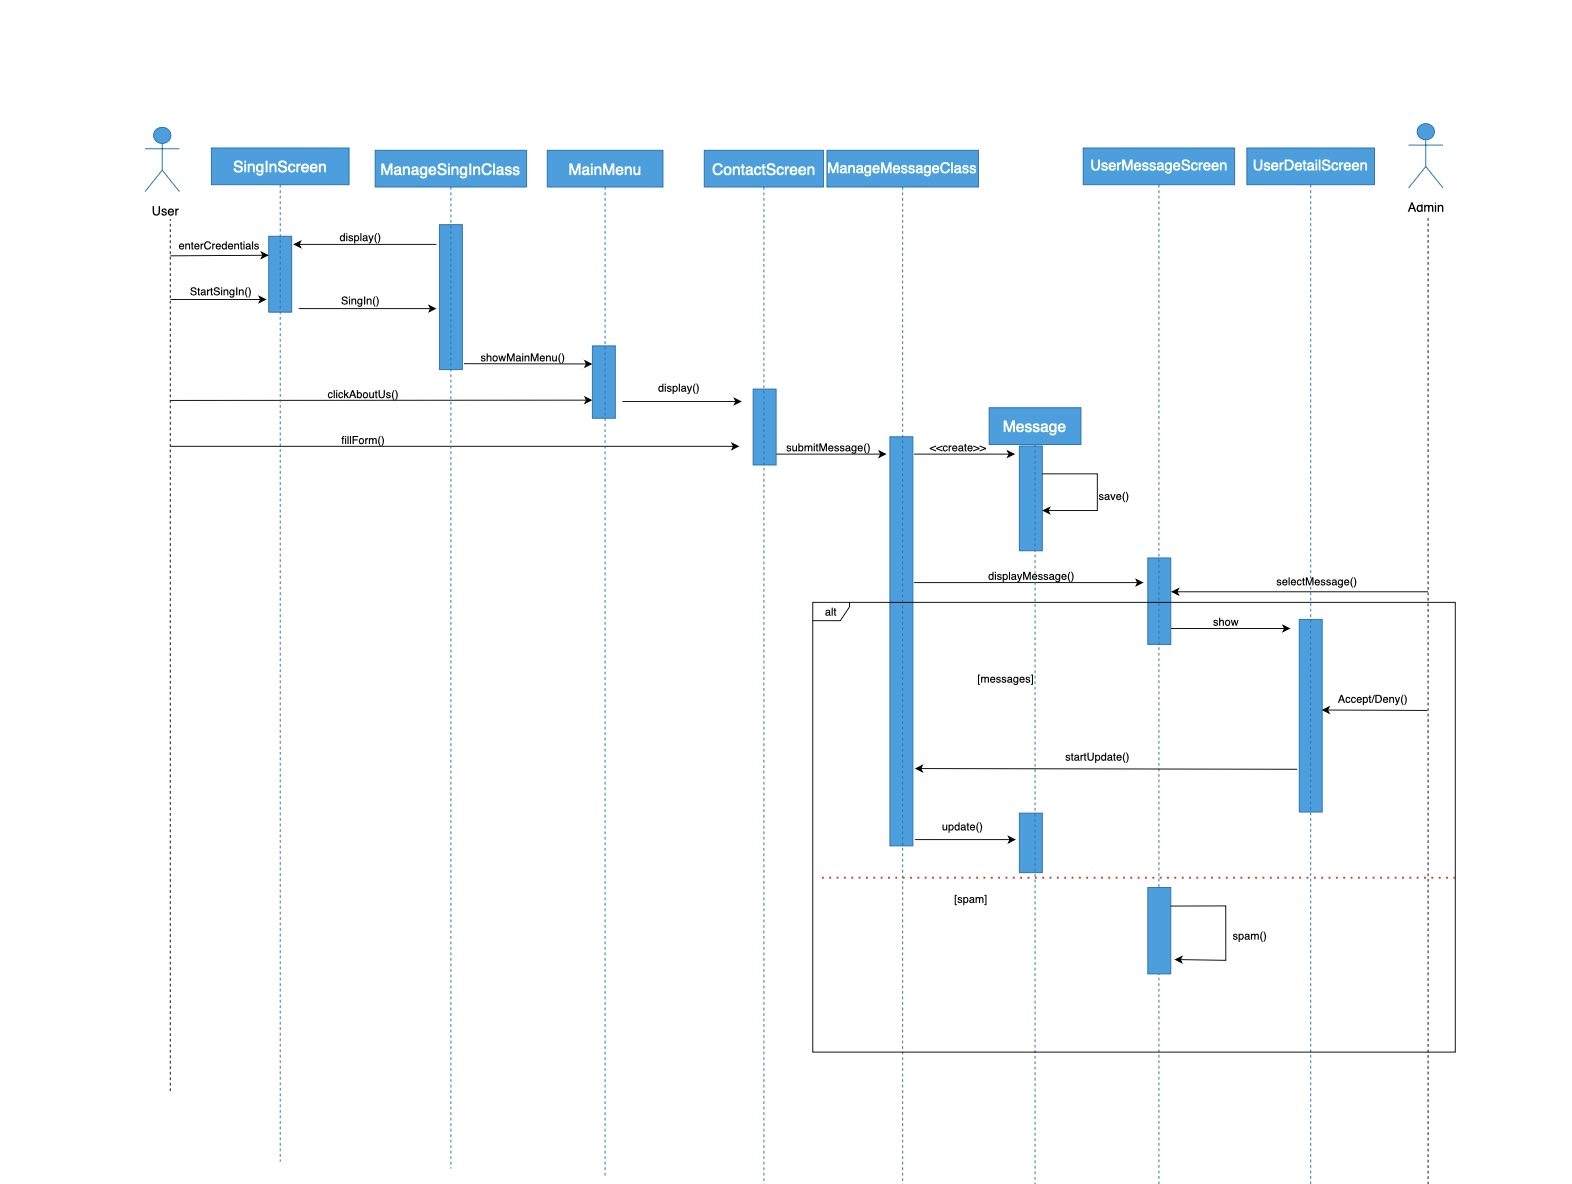 SingInScreen
ManageSingInClass
MainMenu
ContactScreen
ManageMessageClass
UserMessageScreen
UserDetailScreen
User
Admin
enterCredentials
display()
StartSingIn()
SingIn()
showMainMenu()
clickAboutUs()
display()
Message
fillForm()
submitMessage()
<<create>>
save()
displayMessage()
selectMessage()
alt
show
[messages]
Accept/Deny()
startUpdate()
update()
[spam]
spam()